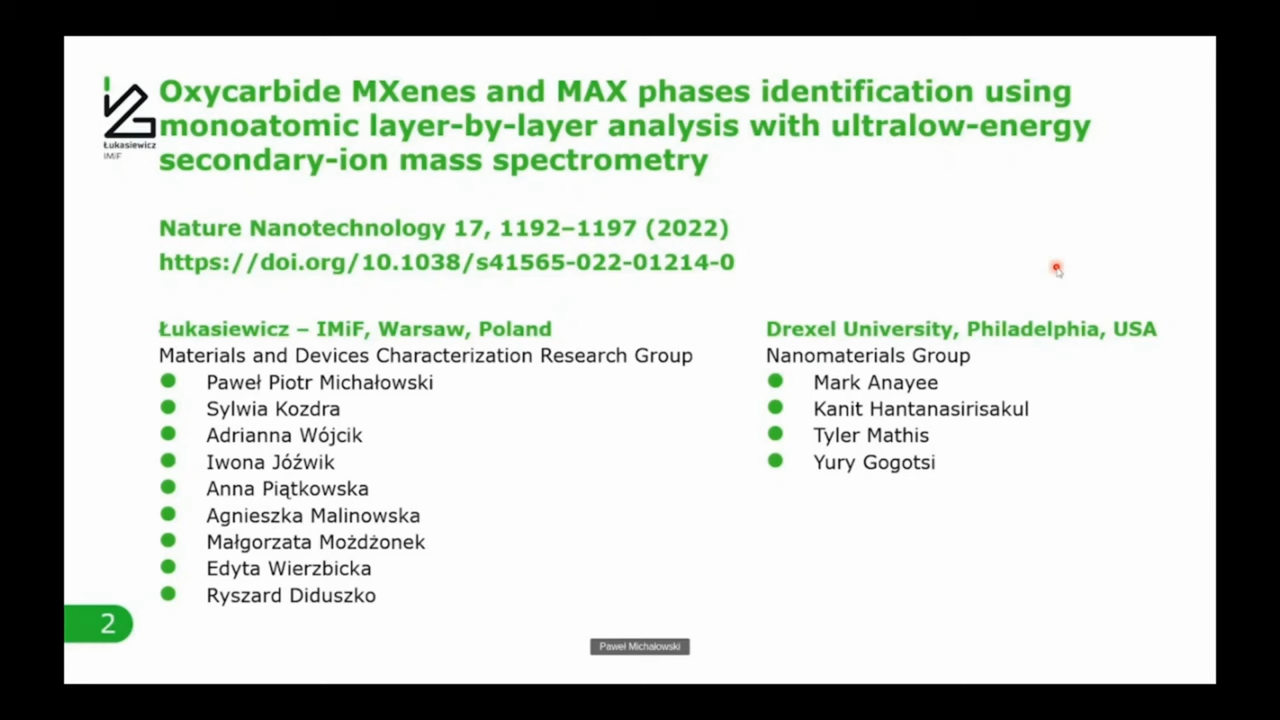 Oxycarbide MXenes and MAX phases identification using
monoatomic layer-by-layer analysis with ultralow-energy
secondary-ion mass spectrometry
Łukasiewicz
IMiF
Nature Nanotechnology 17, 1192–1197 (2022)
https://doi.org/10.1038/s41565-022-01214-0
Łukasiewicz – IMiF, Warsaw, Poland
Materials and Devices Characterization Research Group
Paweł Piotr Michałowski
Sylwia Kozdra
Adrianna Wójcik
Iwona Jóźwik
Anna Piątkowska
Agnieszka Malinowska
Małgorzata Możdżonek
Edyta Wierzbicka
Ryszard Diduszko
Drexel University, Philadelphia, USA
Nanomaterials Group
Mark Anayee
Kanit Hantanasirisakul
Tyler Mathis
Yury Gogotsi
2
Paweł Michałowski